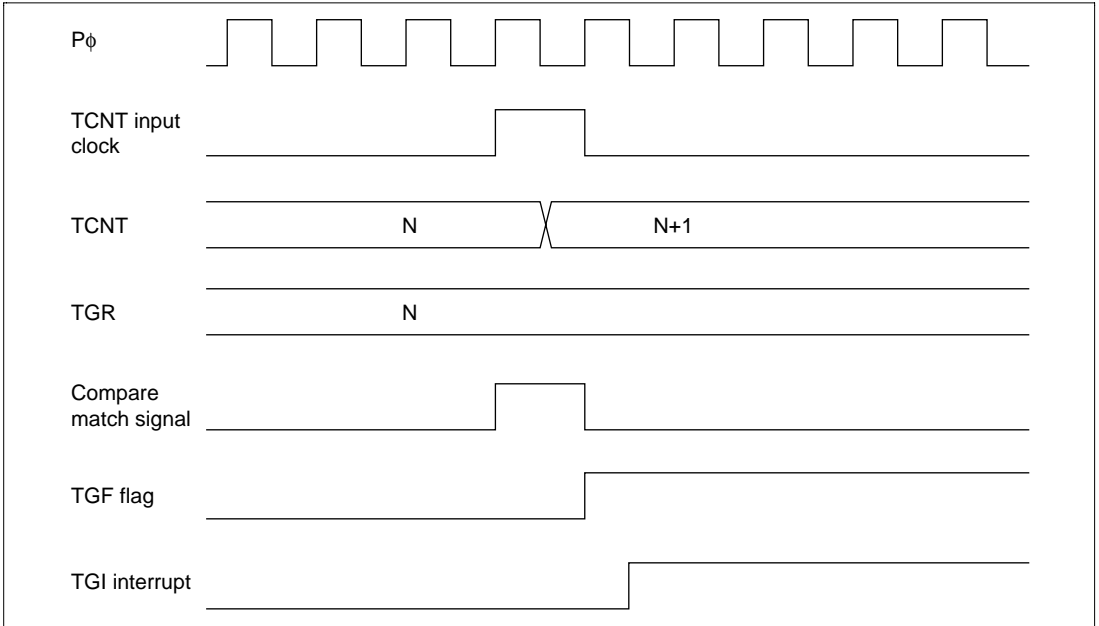 Pϕ
TCNT input
clock
TCNT
N
N+1
TGR
N
Compare
match signal
TGF flag
TGI interrupt